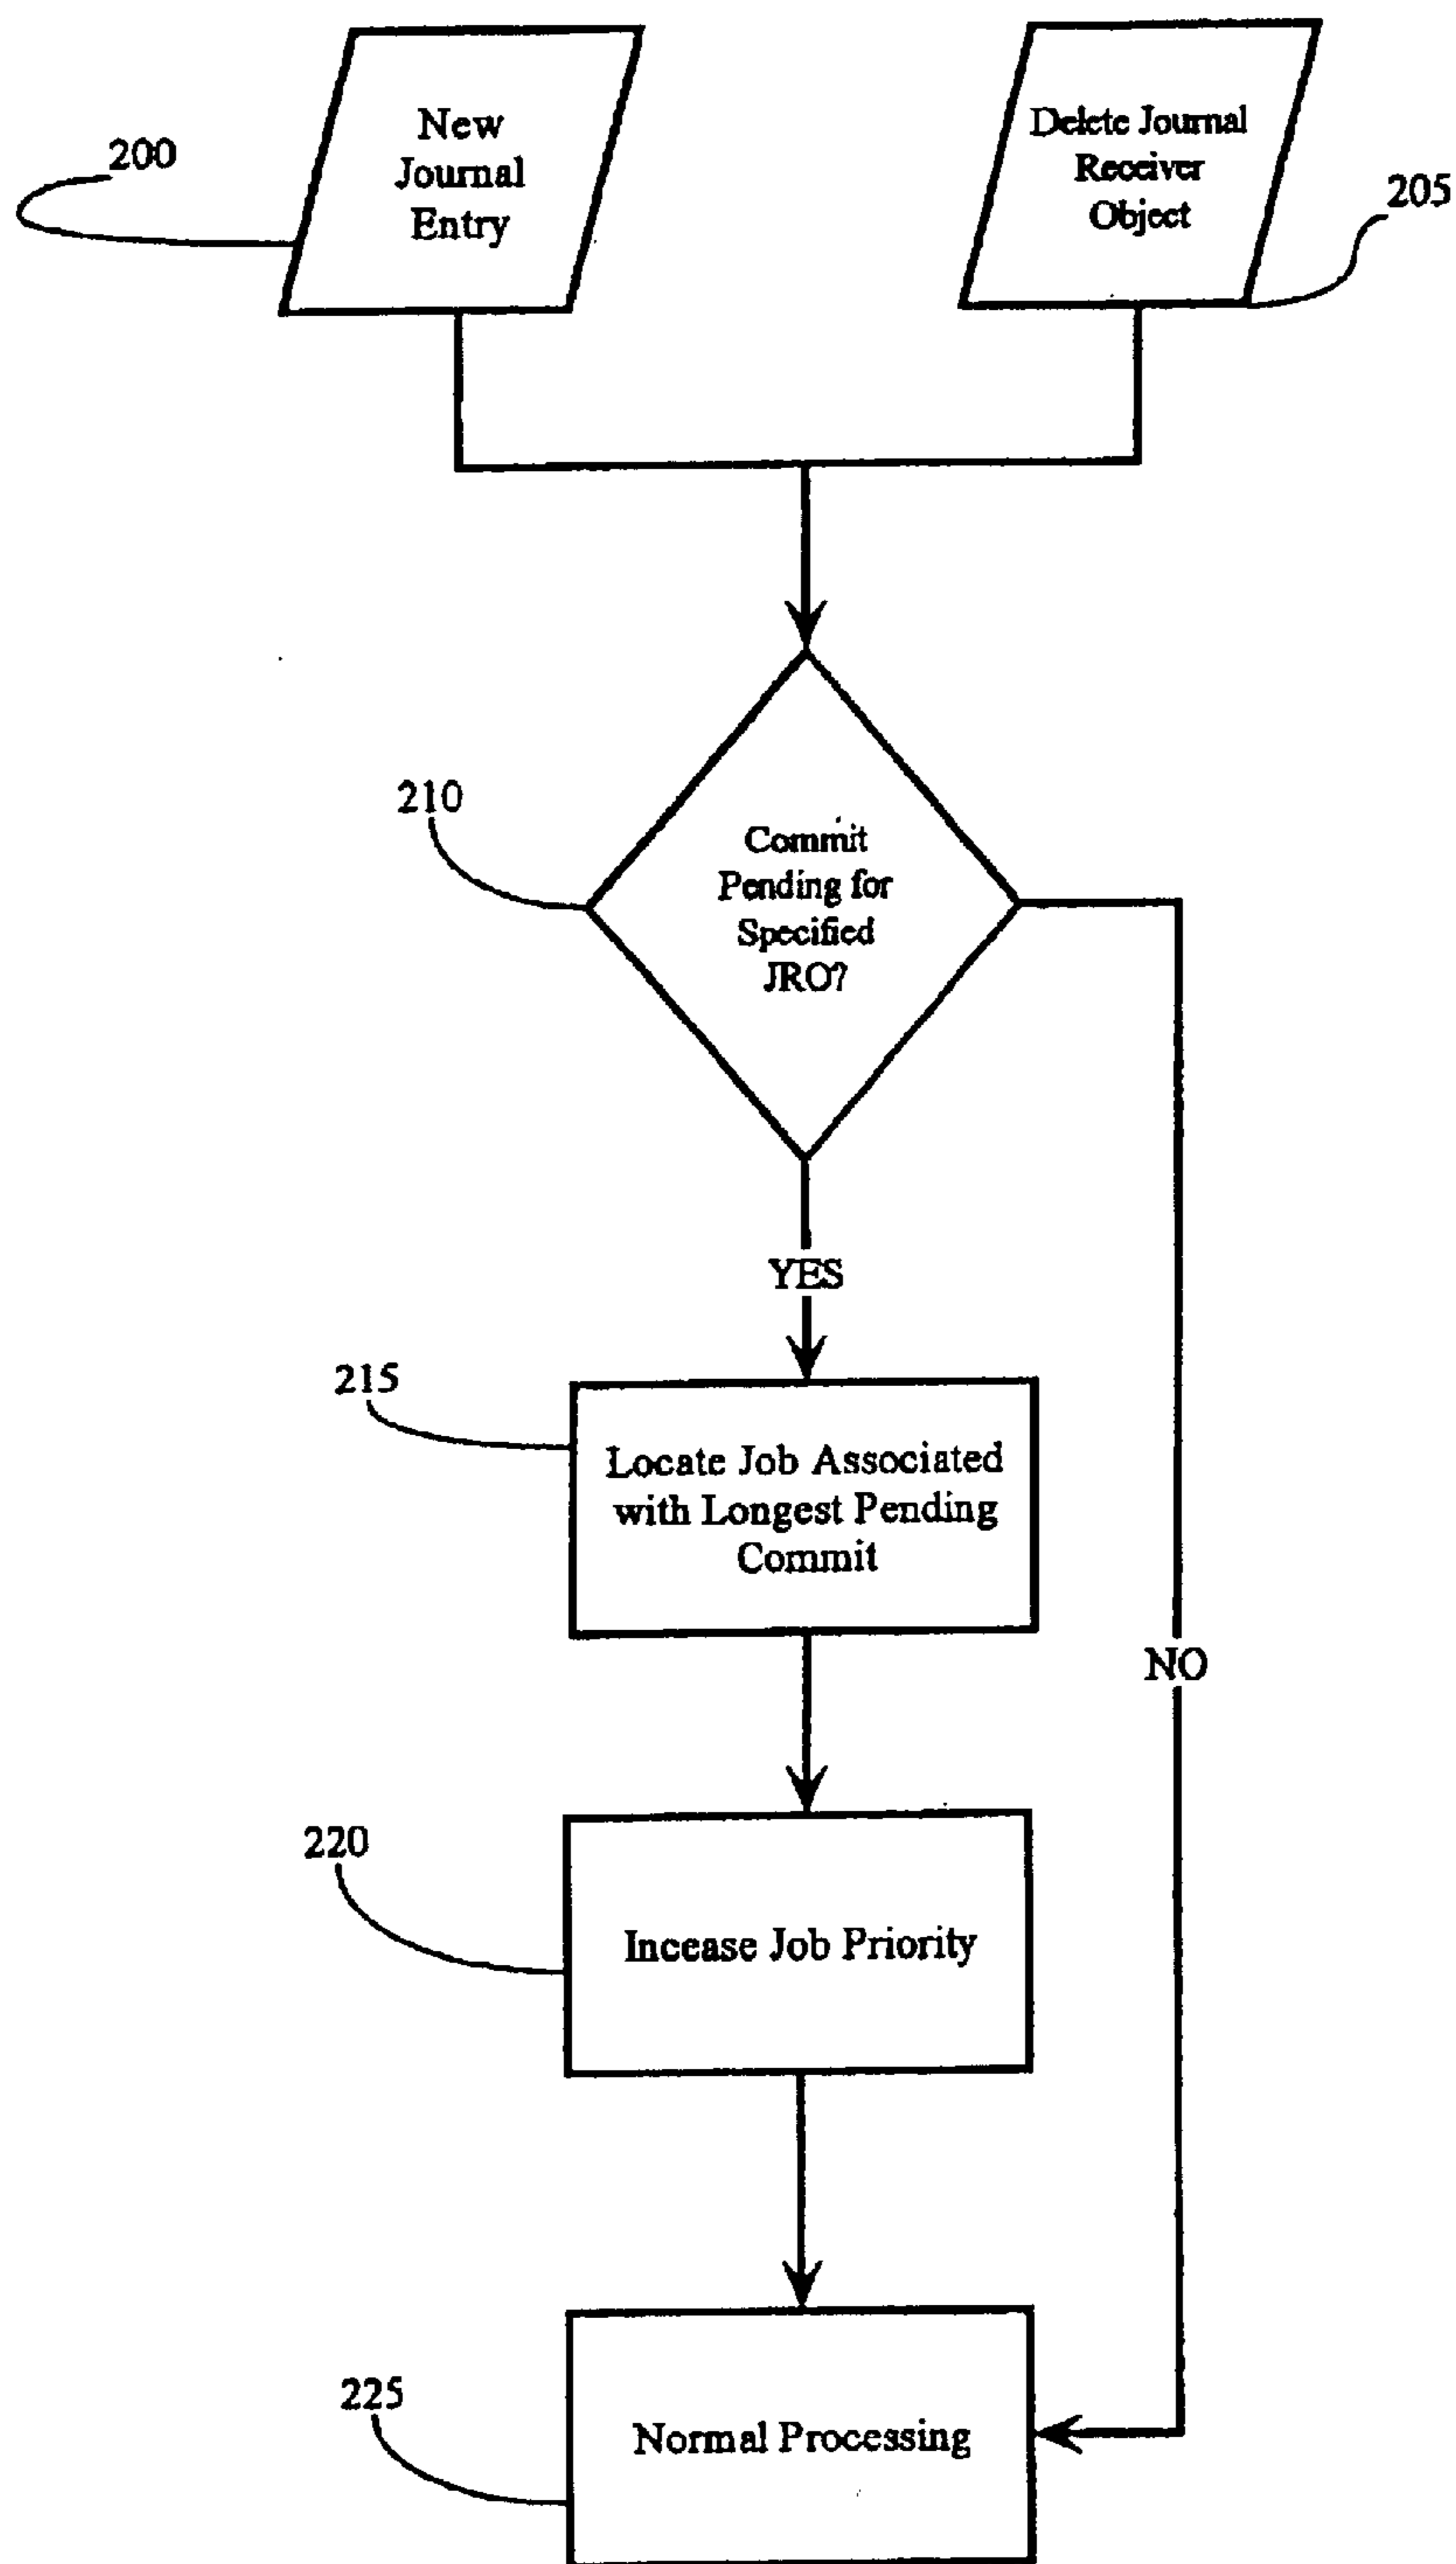 New
Journal
Entry
200
Delete Journal
Receiver
Object
205
210
Commit
Pending for
Specified
JRO?
YES
215
Locate Job Associated
with Longest Pending
Commit
NO
220
Incease Job Priority
225
Normal Processing